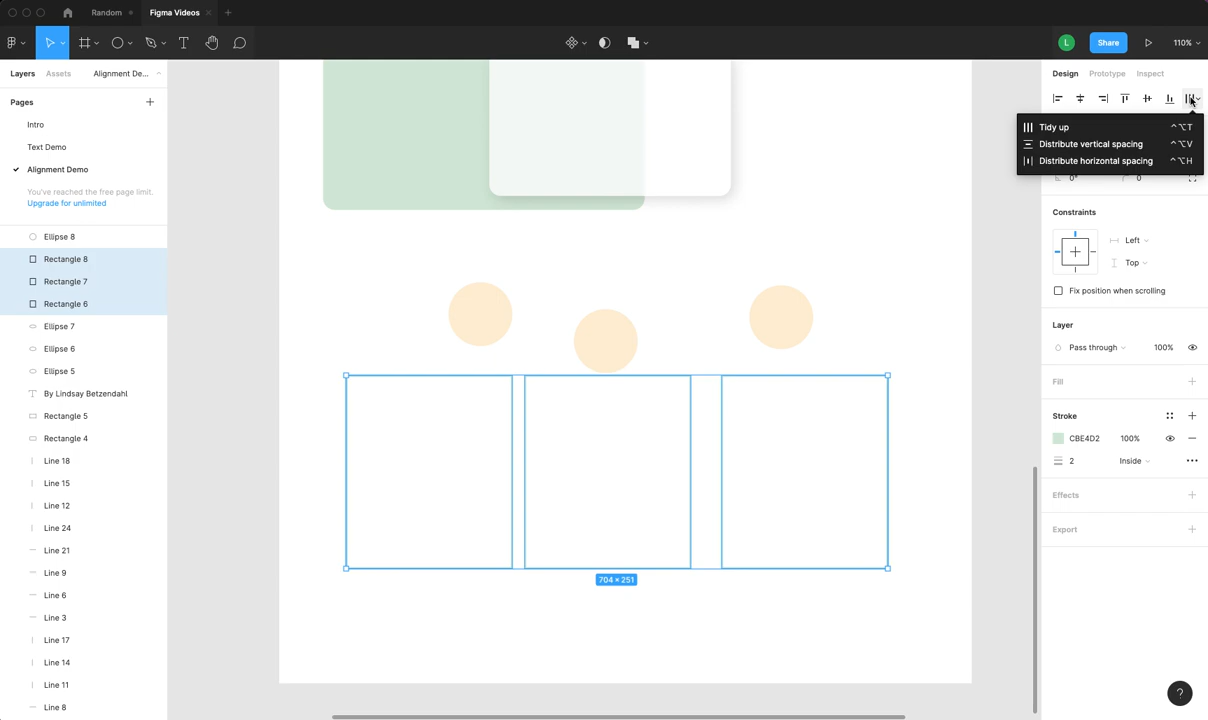 Random
Figma Videos
Share
110%
L
Layers
Assets
Alignment De...
Pages
Intro
Text Demo
Alignment Demo
You've reached the free page limit.
Upgrade for unlimited
Ellipse 8
Rectangle 8
Rectangle 7
Rectangle 6
Ellipse 7
Ellipse 6
Ellipse 5
By Lindsay Betzendahl
Rectangle 5
Rectangle 4
Line 18
Line 15
Line 12
Line 24
Line 21
Line 9
Line 6
Line 3
Line 17
Line 14
Line 11
Line 8
704 × 251
Design
Prototype
Inspect
Tidy up ⌃⌥T
Distribute vertical spacing ⌃⌥V
Distribute horizontal spacing ⌃⌥H
0° 0
Constraints
Left
Top
Fix position when scrolling
Layer
Pass through 100%
Fill
Stroke
CBE4D2 100%
2 Inside
Effects
Export
?